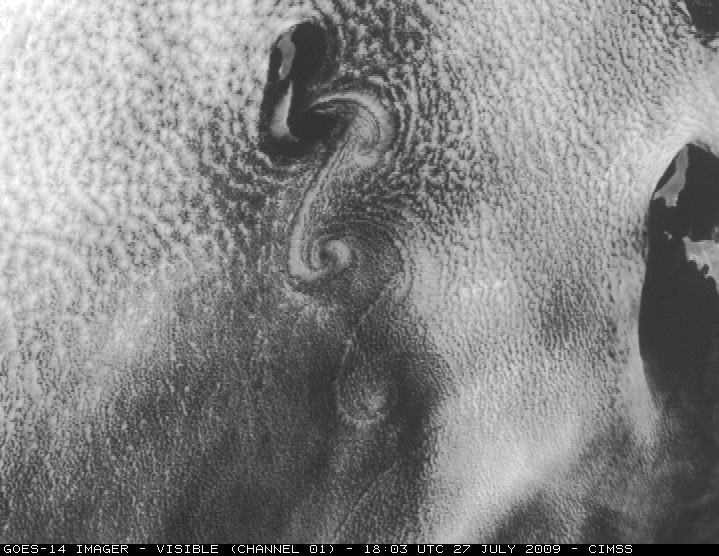 GOES-14 IMAGER - VISIBLE (CHANNEL 01) - 18:03 UTC 27 JULY 2009 - CIMSS